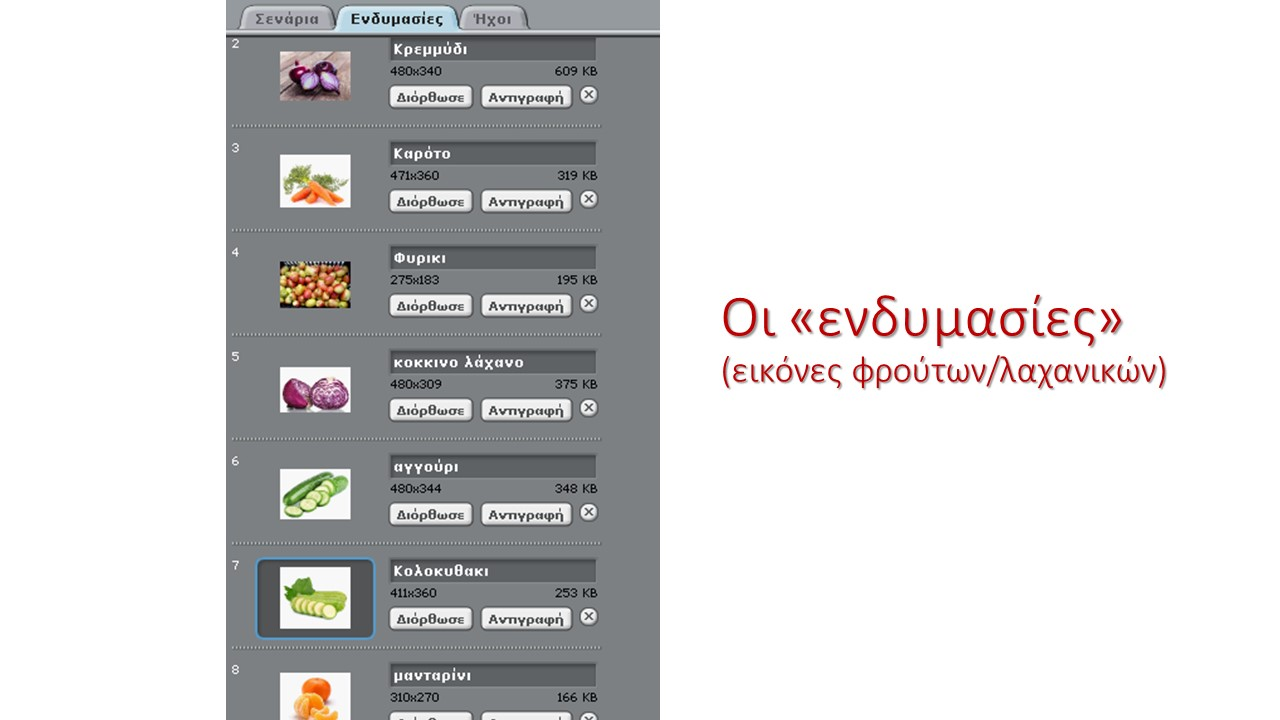 Σενάρια Ενδυμασίες Ήχοι
2
Κρεμμύδι
480x340 609 KB
Διόρθωσε Αντιγραφή
3
Καρότο
471x360 319 KB
Διόρθωσε Αντιγραφή
4
Φυρικι
275x183 195 KB
Διόρθωσε Αντιγραφή
5
κοκκινο λάχανο
480x309 375 KB
Διόρθωσε Αντιγραφή
6
αγγούρι
480x344 348 KB
Διόρθωσε Αντιγραφή
7
Κολοκυθακι
411x360 253 KB
Διόρθωσε Αντιγραφή
8
μανταρίνι
310x270 166 KB
Οι «ενδυμασίες»
(εικόνες φρούτων/λαχανικών)